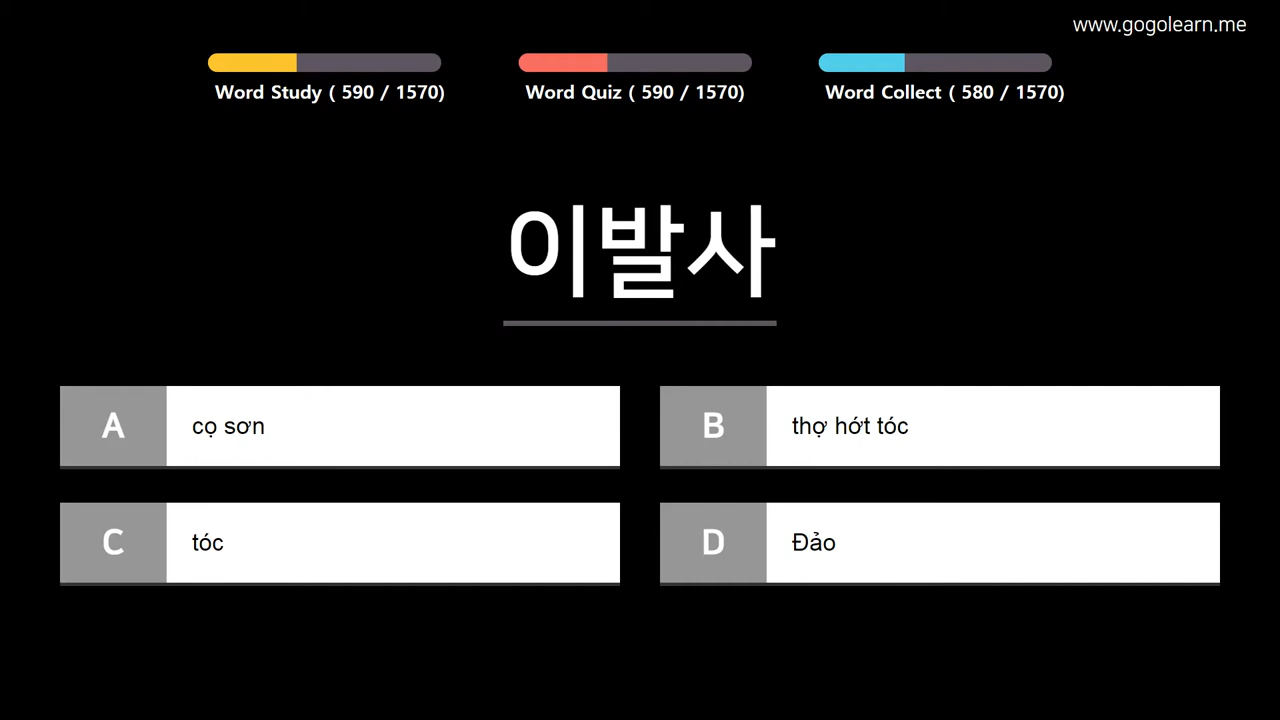 www.gogolearn.me
Word Study ( 590 / 1570)
Word Quiz ( 590 / 1570)
Word Collect ( 580 / 1570)
이발사
A cọ sơn
B thợ hớt tóc
C tóc
D Đảo